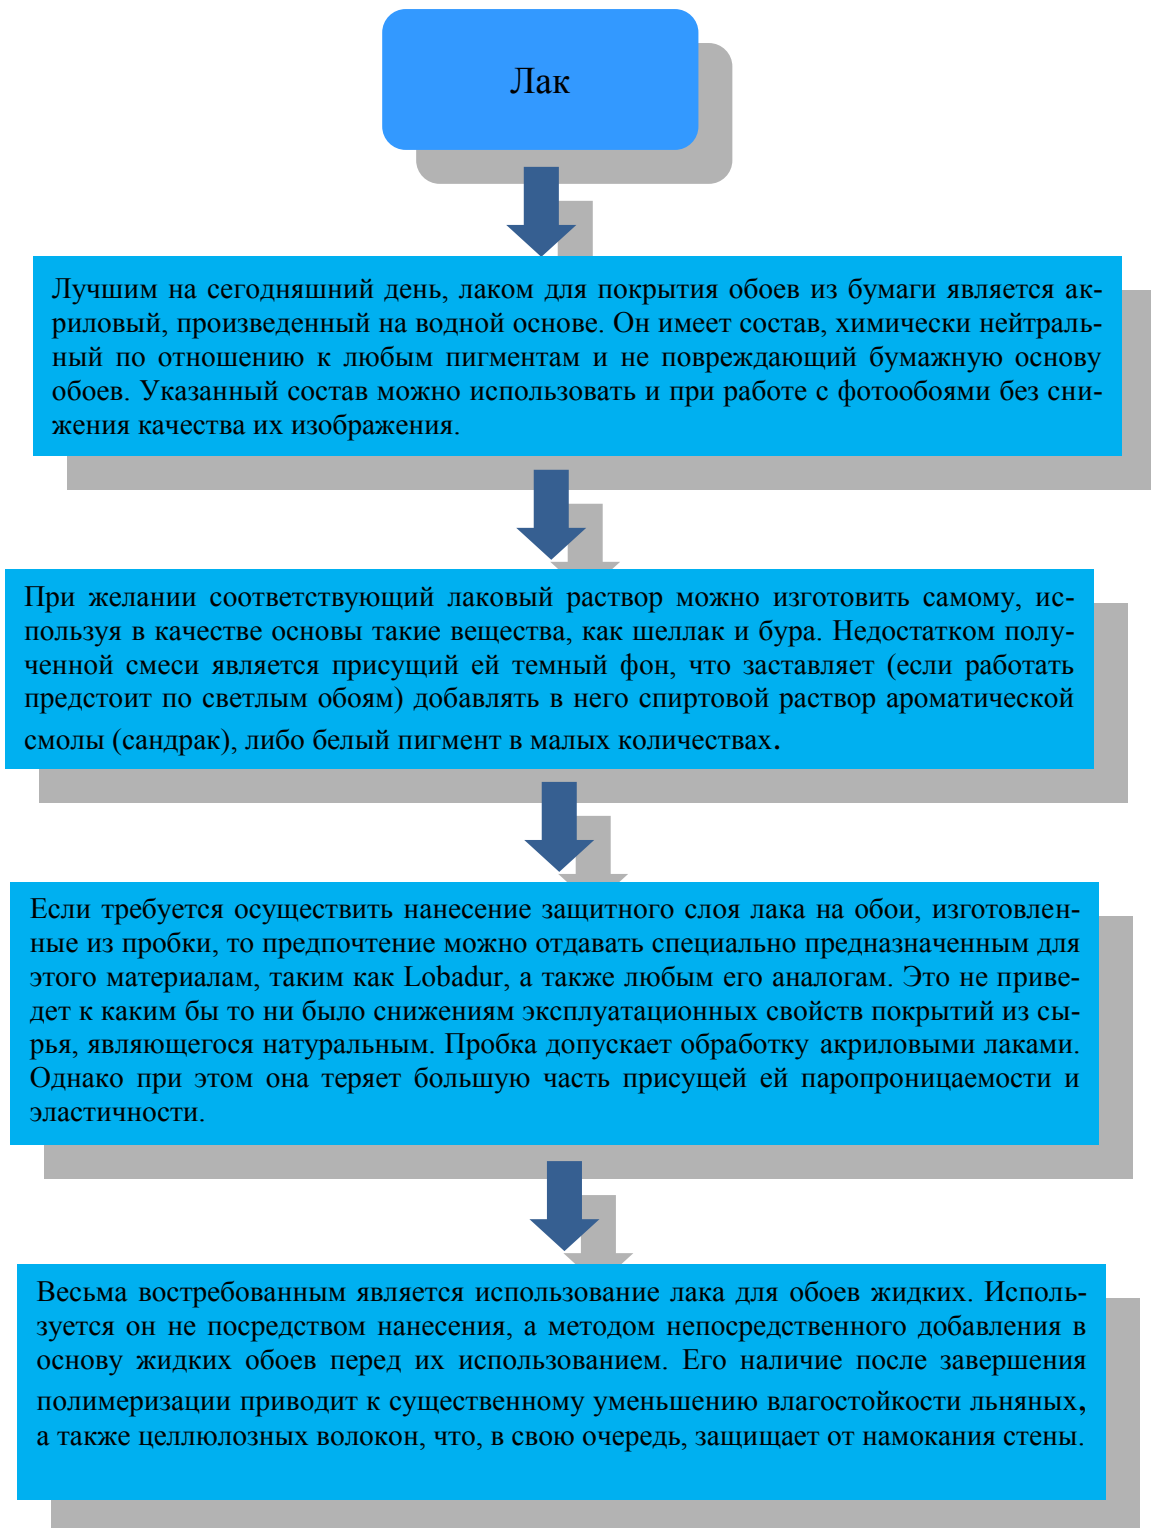 Лак
Лучшим на сегодняшний день, лаком для покрытия обоев из бумаги является ак-
риловый, произведенный на водной основе. Он имеет состав, химически нейтраль-
ный по отношению к любым пигментам и не повреждающий бумажную основу
обоев. Указанный состав можно использовать и при работе с фотообоями без сни-
жения качества их изображения.
При желании соответствующий лаковый раствор можно изготовить самому, ис-
пользуя в качестве основы такие вещества, как шеллак и бура. Недостатком полу-
ченной смеси является присущий ей темный фон, что заставляет (если работать
предстоит по светлым обоям) добавлять в него спиртовой раствор ароматической
смолы (сандрак), либо белый пигмент в малых количествах.
Если требуется осуществить нанесение защитного слоя лака на обои, изготовлен-
ные из пробки, то предпочтение можно отдавать специально предназначенным для
этого материалам, таким как Lobadur, а также любым его аналогам. Это не приве-
дет к каким бы то ни было снижениям эксплуатационных свойств покрытий из сы-
рья, являющегося натуральным. Пробка допускает обработку акриловыми лаками.
Однако при этом она теряет большую часть присущей ей паропроницаемости и
эластичности.
Весьма востребованным является использование лака для обоев жидких. Исполь-
зуется он не посредством нанесения, а методом непосредственного добавления в
основу жидких обоев перед их использованием. Его наличие после завершения
полимеризации приводит к существенному уменьшению влагостойкости льняных,
а также целлюлозных волокон, что, в свою очередь, защищает от намокания стены.